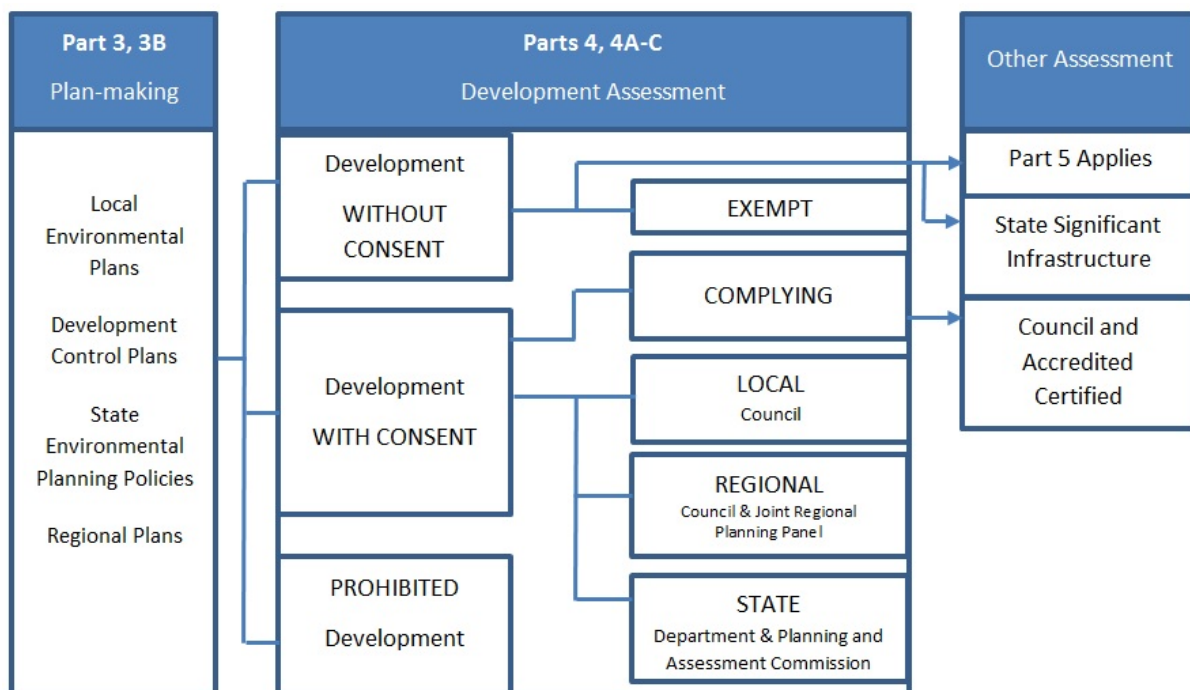 Part 3, 3B
Plan-making
Local
Environmental
Plans
Development
Control Plans
State
Environmental
Planning Policies
Regional Plans
Parts 4, 4A-C
Development Assessment
Development
WITHOUT
CONSENT
Development
WITH CONSENT
PROHIBITED
Development
EXEMPT
COMPLYING
LOCAL
Council
REGIONAL
Council & Joint Regional
Planning Panel
STATE
Department & Planning and
Assessment Commission
Other Assessment
Part 5 Applies
State Significant
Infrastructure
Council and
Accredited
Certified